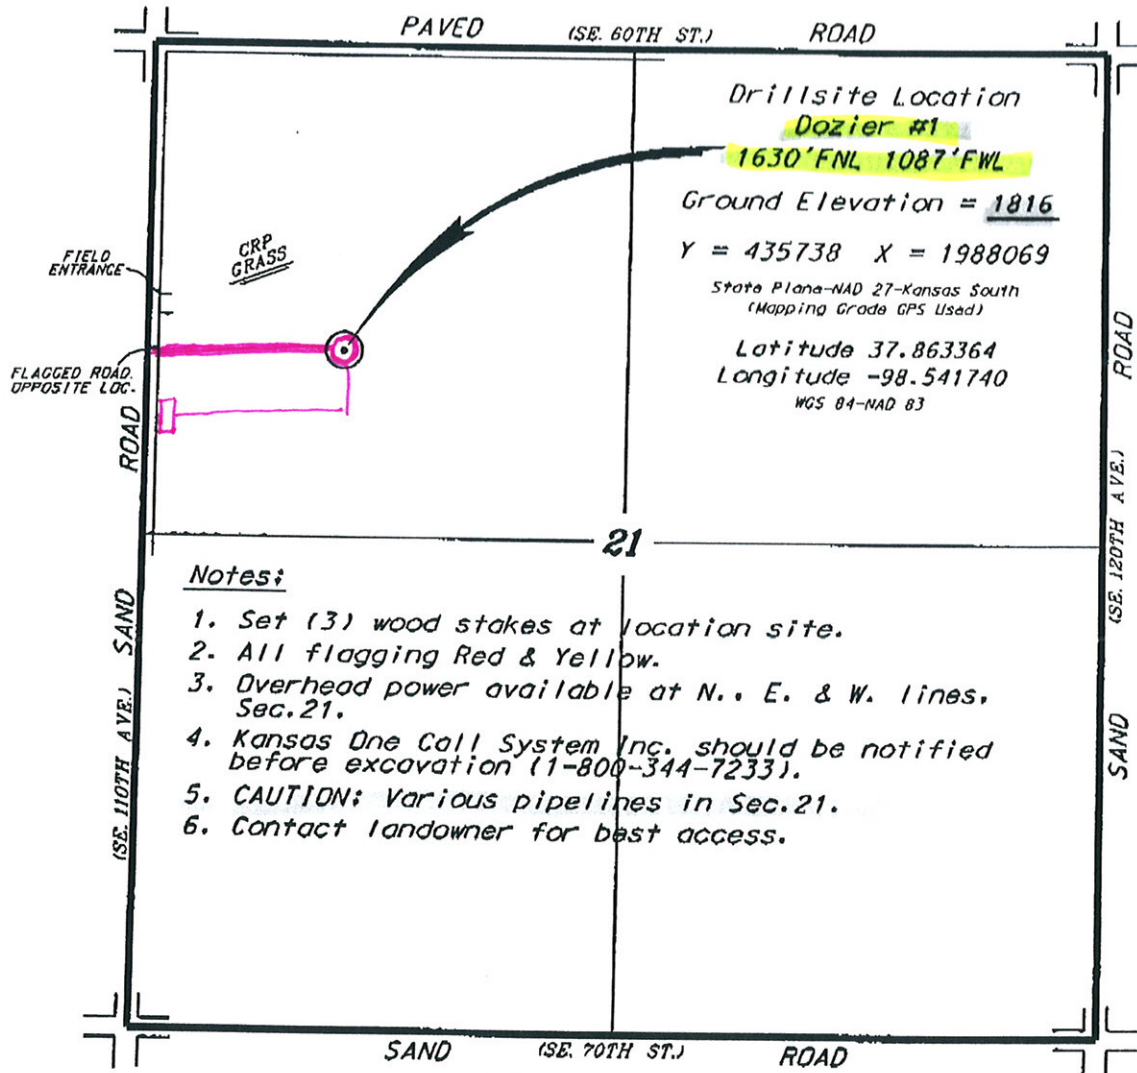 PAVED (SE. 60TH ST.) ROAD
Drillsite Location
Dozier #1
1630'FNL 1087'FWL
Ground Elevation = 1816
Y = 435738 X = 1988069
State Plane-NAD 27-Kansas South
(Mapping Grade GPS Used)
Latitude 37.863364
Longitude -98.541740
WGS 84-NAD 83
CRP
GRASS
FIELD
ENTRANCE
FLAGGED ROAD.
OPPOSITE LOC.
(SE. 110TH AVE.) SAND ROAD
(SE. 120TH AVE.)
SAND ROAD
21
Notes:
1. Set (3) wood stakes at location site.
2. All flagging Red & Yellow.
3. Overhead power available at N., E. & W. lines,
Sec.21.
4. Kansas One Call System Inc. should be notified
before excavation (1-800-344-7233).
5. CAUTION: Various pipelines in Sec.21.
6. Contact landowner for best access.
SAND (SE. 70TH ST.) ROAD